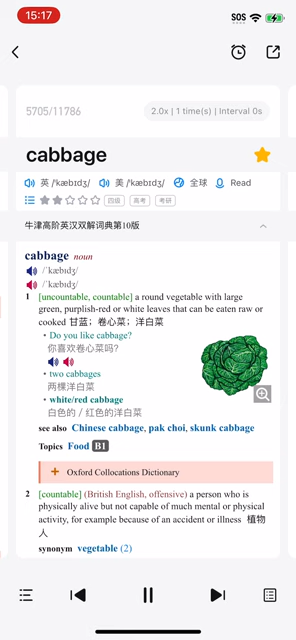 15:17
SOS
5705/11786
2.0x | 1 time(s) | Interval 0s
cabbage
英 /'kæbɪdʒ/ 美 /'kæbɪdʒ/ 全球 Read
四级 高考 考研
牛津高阶英汉双解词典第10版
cabbage noun
/ˈkæbɪdʒ/
/ˈkæbɪdʒ/
1 [uncountable, countable] a round vegetable with large
green, purplish-red or white leaves that can be eaten raw or
cooked 甘蓝；卷心菜；洋白菜
• Do you like cabbage?
你喜欢卷心菜吗?
• two cabbages
两棵洋白菜
• white/red cabbage
白色的 / 红色的洋白菜
see also Chinese cabbage, pak choi, skunk cabbage
Topics Food B1
+ Oxford Collocations Dictionary
2 [countable] (British English, offensive) a person who is
physically alive but not capable of much mental or physical
activity, for example because of an accident or illness 植物
人
synonym vegetable (2)